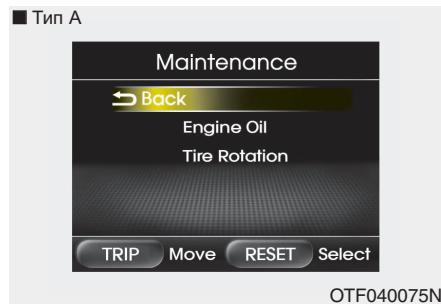 ■ Тип A
Maintenance
Back
Engine Oil
Tire Rotation
TRIP Move RESET Select
OTF040075N